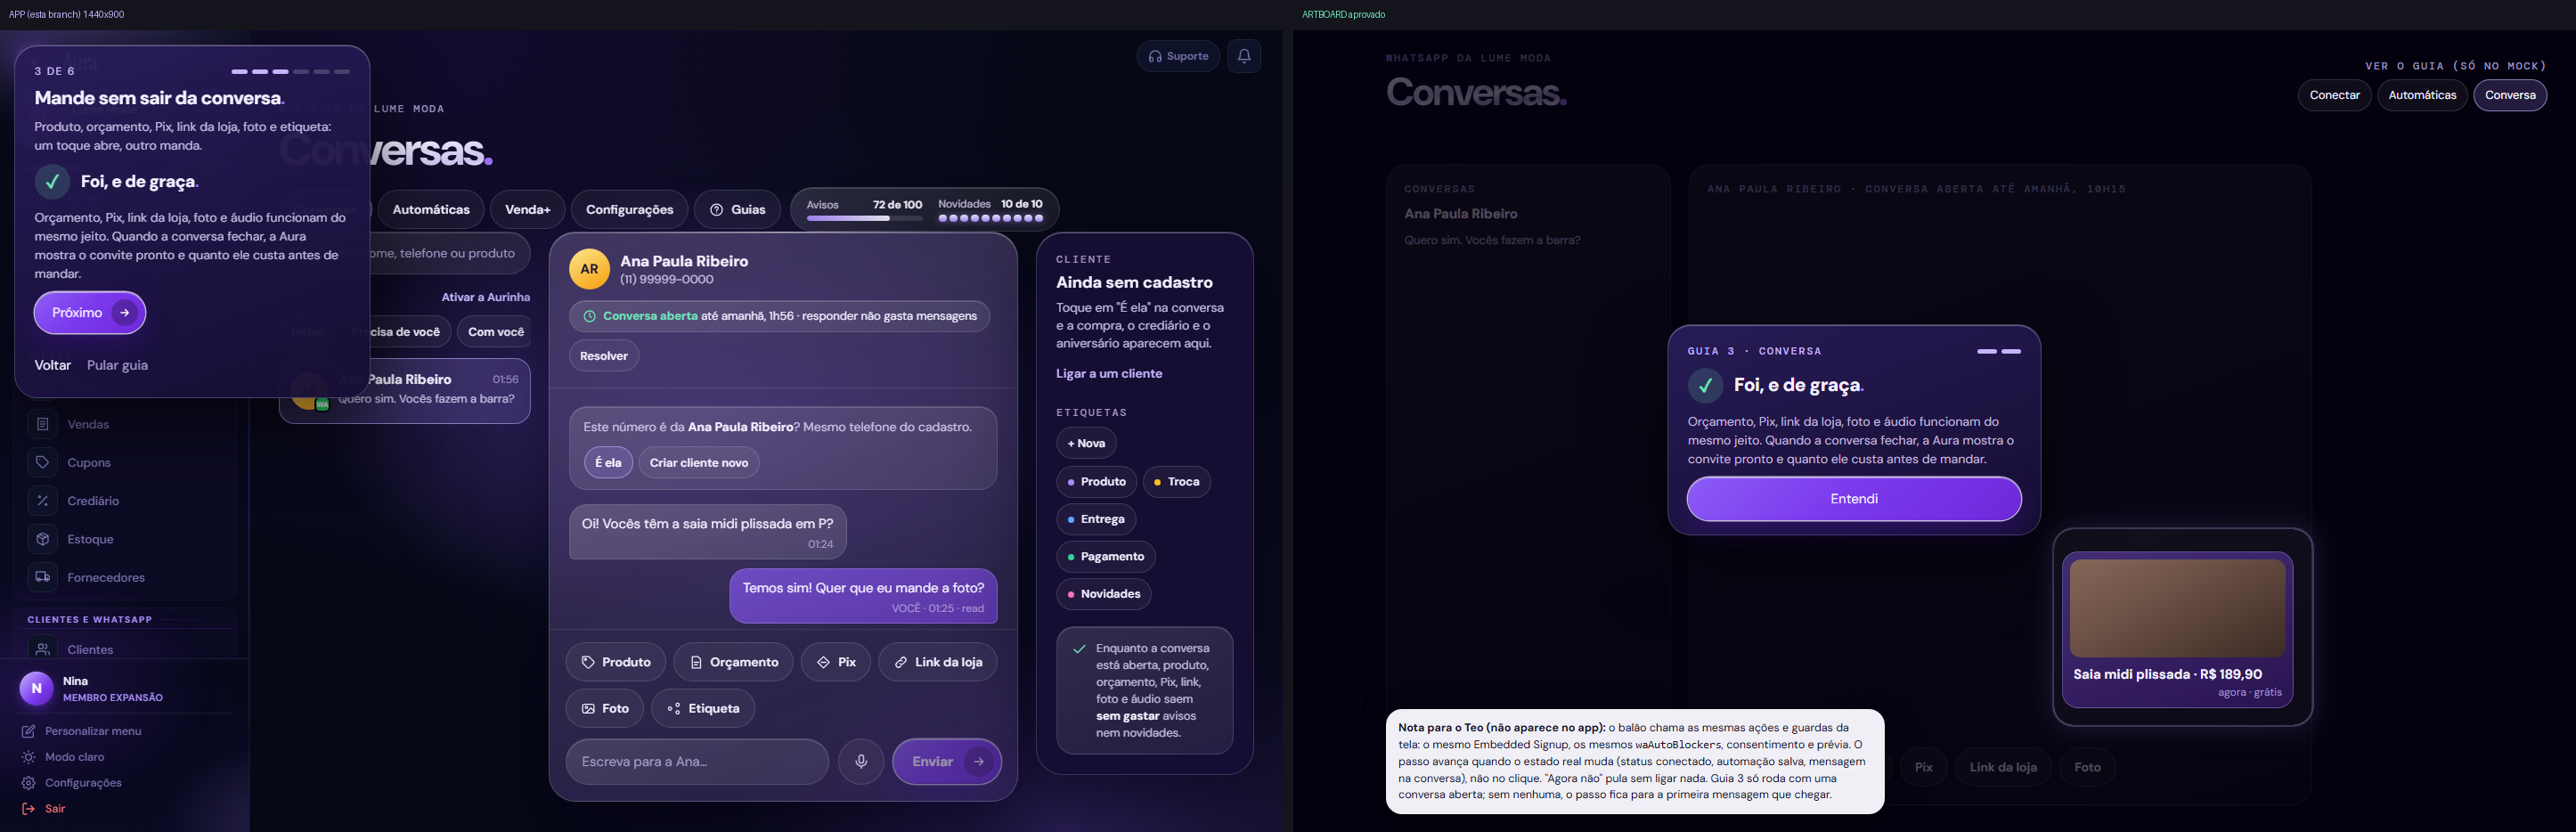 APP (esta branch) 1440x900
3 DE 6
Mande sem sair da conversa.
Produto, orçamento, Pix, link da loja, foto e etiqueta:
um toque abre, outro manda.
Foi, e de graça.
Orçamento, Pix, link da loja, foto e áudio funcionam do
mesmo jeito. Quando a conversa fechar, a Aura
mostra o convite pronto e quanto ele custa antes de
mandar.
Próximo
Voltar
Pular guia
Aura
Suporte
LUME MODA
Conversas.
Conversas
Automáticas
Venda+
Configurações
Guias
Avisos
72 de 100
Novidades
10 de 10
nome, telefone ou produto
Ativar a Aurinha
Todas
Precisa de você
Com você
Ana Paula Ribeiro
01:56
Quero sim. Vocês fazem a barra?
Vendas
Cupons
Crediário
Estoque
Fornecedores
CLIENTES E WHATSAPP
Clientes
N
Nina
MEMBRO EXPANSÃO
Personalizar menu
Modo claro
Configurações
Sair
AR
Ana Paula Ribeiro
(11) 99999-0000
Conversa aberta até amanhã, 1h56 · responder não gasta mensagens
Resolver
Este número é da Ana Paula Ribeiro? Mesmo telefone do cadastro.
É ela
Criar cliente novo
Oi! Vocês têm a saia midi plissada em P?
01:24
Temos sim! Quer que eu mande a foto?
VOCÊ · 01:25 · read
Produto
Orçamento
Pix
Link da loja
Foto
Etiqueta
Escreva para a Ana...
Enviar
CLIENTE
Ainda sem cadastro
Toque em "É ela" na conversa
e a compra, o crediário e o
aniversário aparecem aqui.
Ligar a um cliente
ETIQUETAS
+ Nova
Produto
Troca
Entrega
Pagamento
Novidades
Enquanto a conversa
está aberta, produto,
orçamento, Pix, link,
foto e áudio saem
sem gastar avisos
nem novidades.
ARTBOARD aprovado
WHATSAPP DA LUME MODA
Conversas.
VER O GUIA (SÓ NO MOCK)
Conectar
Automáticas
Conversa
CONVERSAS
Ana Paula Ribeiro
Quero sim. Vocês fazem a barra?
ANA PAULA RIBEIRO · CONVERSA ABERTA ATÉ AMANHÃ, 10H15
GUIA 3 · CONVERSA
Foi, e de graça.
Orçamento, Pix, link da loja, foto e áudio funcionam do
mesmo jeito. Quando a conversa fechar, a Aura mostra o
convite pronto e quanto ele custa antes de mandar.
Entendi
Saia midi plissada · R$ 189,90
agora · grátis
Nota para o Teo (não aparece no app): o balão chama as mesmas ações e guardas da
tela: o mesmo Embedded Signup, os mesmos waAutoBlockers, consentimento e prévia. O
passo avança quando o estado real muda (status conectado, automação salva, mensagem
na conversa), não no clique. "Agora não" pula sem ligar nada. Guia 3 só roda com uma
conversa aberta; sem nenhuma, o passo fica para a primeira mensagem que chegar.
Pix
Link da loja
Foto